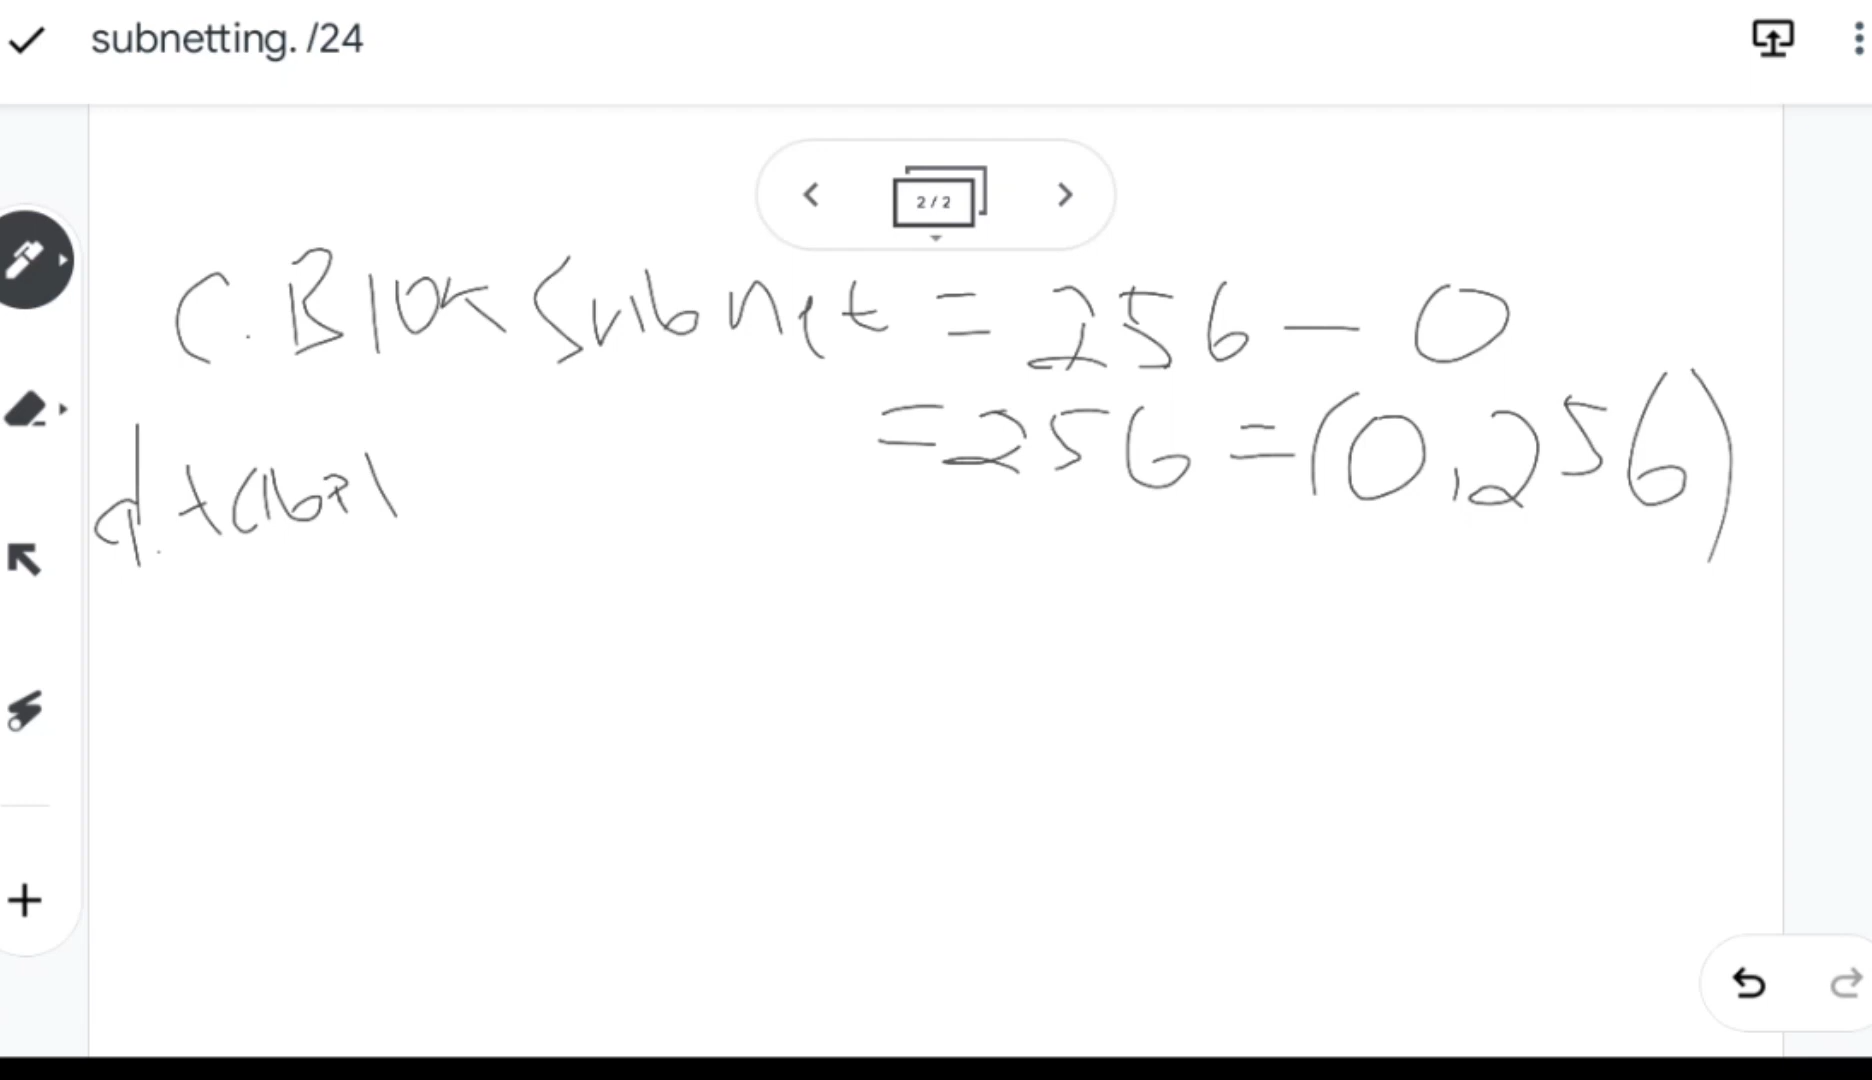 subnetting. /24
2 / 2
C. Blok Subnet = 256 - 0
= 256 = (0,256)
d. tabel